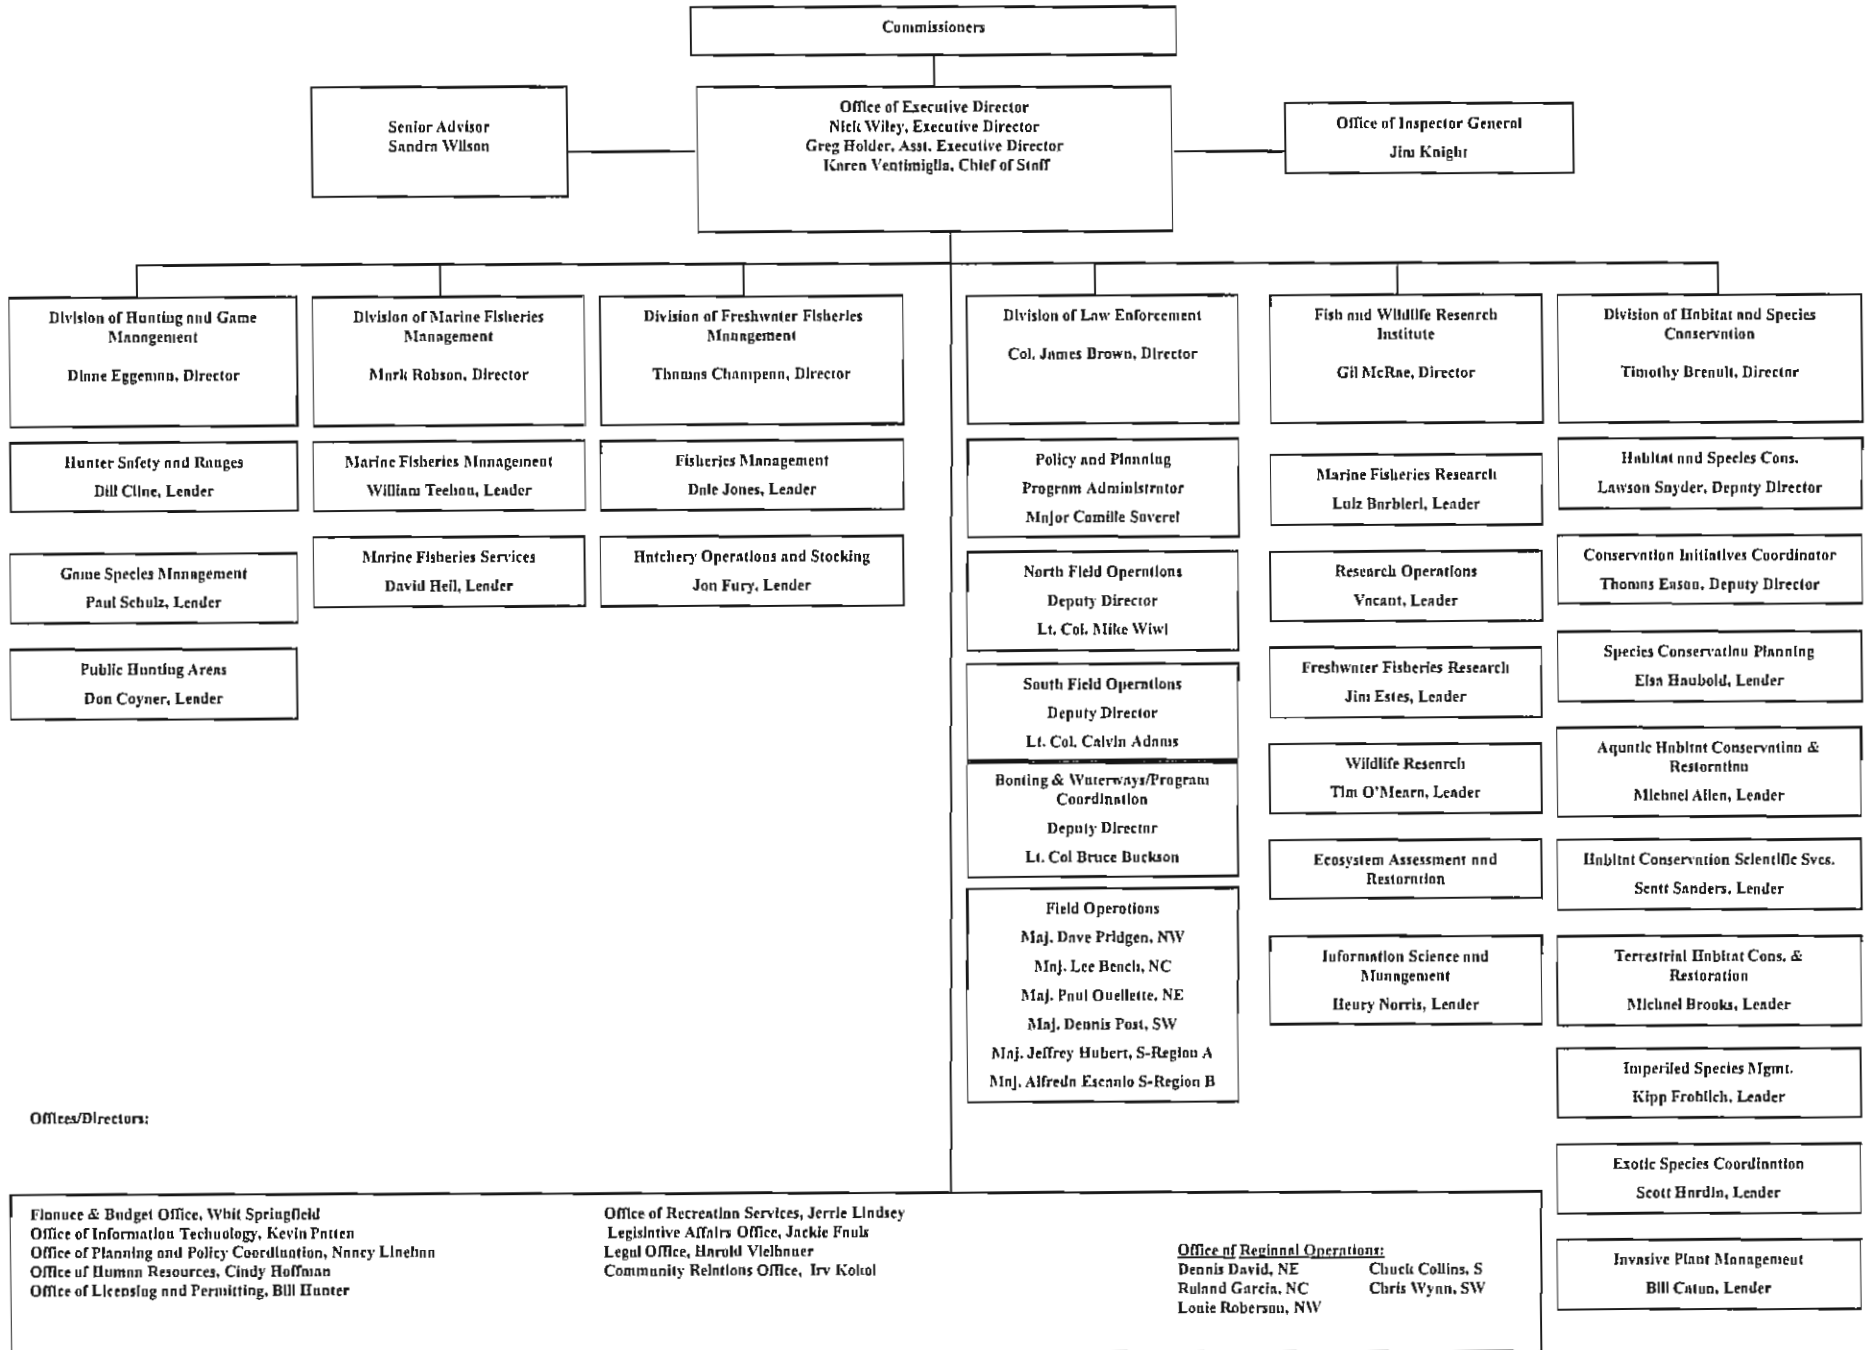 Commissioners
Senior Advisor
Sandra Wilson
Office of Executive Director
Nick Wiley, Executive Director
Greg Holder, Asst. Executive Director
Karen Ventimiglia, Chief of Staff
Office of Inspector General
Jim Knight
Division of Hunting and Game
Management
Diane Eggeman, Director
Hunter Safety and Ranges
Bill Cline, Leader
Game Species Management
Paul Schulz, Leader
Public Hunting Areas
Don Coyner, Leader
Division of Marine Fisheries
Management
Mark Robson, Director
Marine Fisheries Management
William Teehan, Leader
Marine Fisheries Services
David Heil, Leader
Division of Freshwater Fisheries
Management
Thomas Champeau, Director
Fisheries Management
Dale Jones, Leader
Hatchery Operations and Stocking
Jon Fury, Leader
Division of Law Enforcement
Col. James Brown, Director
Policy and Planning
Program Administrator
Major Camille Soverel
North Field Operations
Deputy Director
Lt. Col. Mike Wiwi
South Field Operations
Deputy Director
Lt. Col. Calvin Adams
Boating & Waterways/Program
Coordination
Deputy Director
Lt. Col Bruce Buckson
Field Operations
Maj. Dave Pridgen, NW
Maj. Lee Beach, NC
Maj. Paul Ouellette, NE
Maj. Dennis Post, SW
Maj. Jeffrey Hubert, S-Region A
Maj. Alfredo Escanio S-Region B
Fish and Wildlife Research
Institute
Gil McRae, Director
Marine Fisheries Research
Luiz Barbieri, Leader
Research Operations
Vacant, Leader
Freshwater Fisheries Research
Jim Estes, Leader
Wildlife Research
Tim O'Meara, Leader
Ecosystem Assessment and
Restoration
Information Science and
Management
Henry Norris, Leader
Division of Habitat and Species
Conservation
Timothy Breault, Director
Habitat and Species Cons.
Lawson Snyder, Deputy Director
Conservation Initiatives Coordinator
Thomas Eason, Deputy Director
Species Conservation Planning
Elsa Haubold, Leader
Aquatic Habitat Conservation &
Restoration
Michael Allen, Leader
Habitat Conservation Scientific Svcs.
Scott Sanders, Leader
Terrestrial Habitat Cons. &
Restoration
Michael Brooks, Leader
Imperiled Species Mgmt.
Kipp Frohlich, Leader
Exotic Species Coordination
Scott Hardin, Leader
Invasive Plant Management
Bill Caton, Leader
Offices/Directors:
Finance & Budget Office, Whit Springfield
Office of Information Technology, Kevin Patten
Office of Planning and Policy Coordination, Nancy Linehan
Office of Human Resources, Cindy Hoffman
Office of Licensing and Permitting, Bill Hunter
Office of Recreation Services, Jerrie Lindsey
Legislative Affairs Office, Jackie Fauls
Legal Office, Harold Vielhauer
Community Relations Office, Irv Kokol
Office of Regional Operations:
Dennis David, NE
Roland Garcia, NC
Louie Roberson, NW
Chuck Collins, S
Chris Wynn, SW